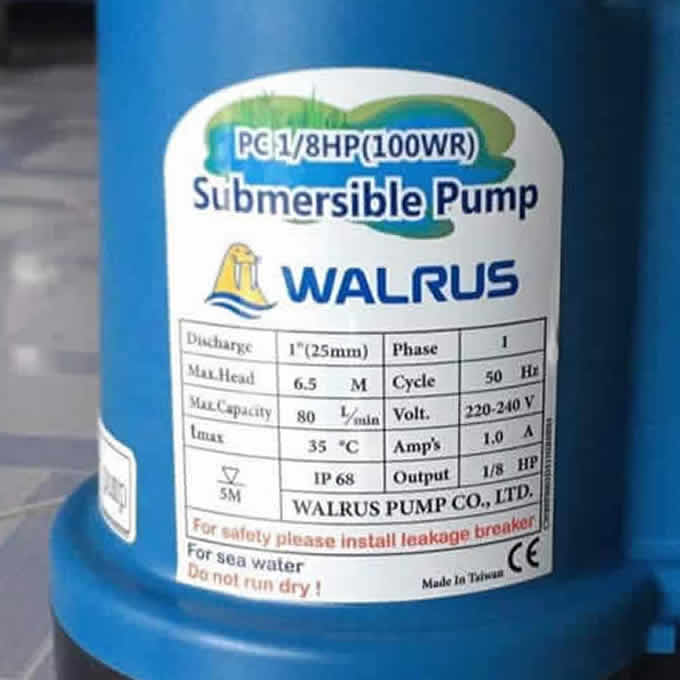 PC 1/8HP(100WR)
Submersible Pump
WALRUS
Discharge 1"(25mm) Phase 1
Max.Head 6.5 M Cycle 50 Hz
Max.Capacity 80 L/min Volt. 220-240 V
tmax 35 °C Amp's 1.0 A
5M IP 68 Output 1/8 HP
WALRUS PUMP CO., LTD.
For safety please install leakage breaker
For sea water
Do not run dry !
Made In Taiwan CE